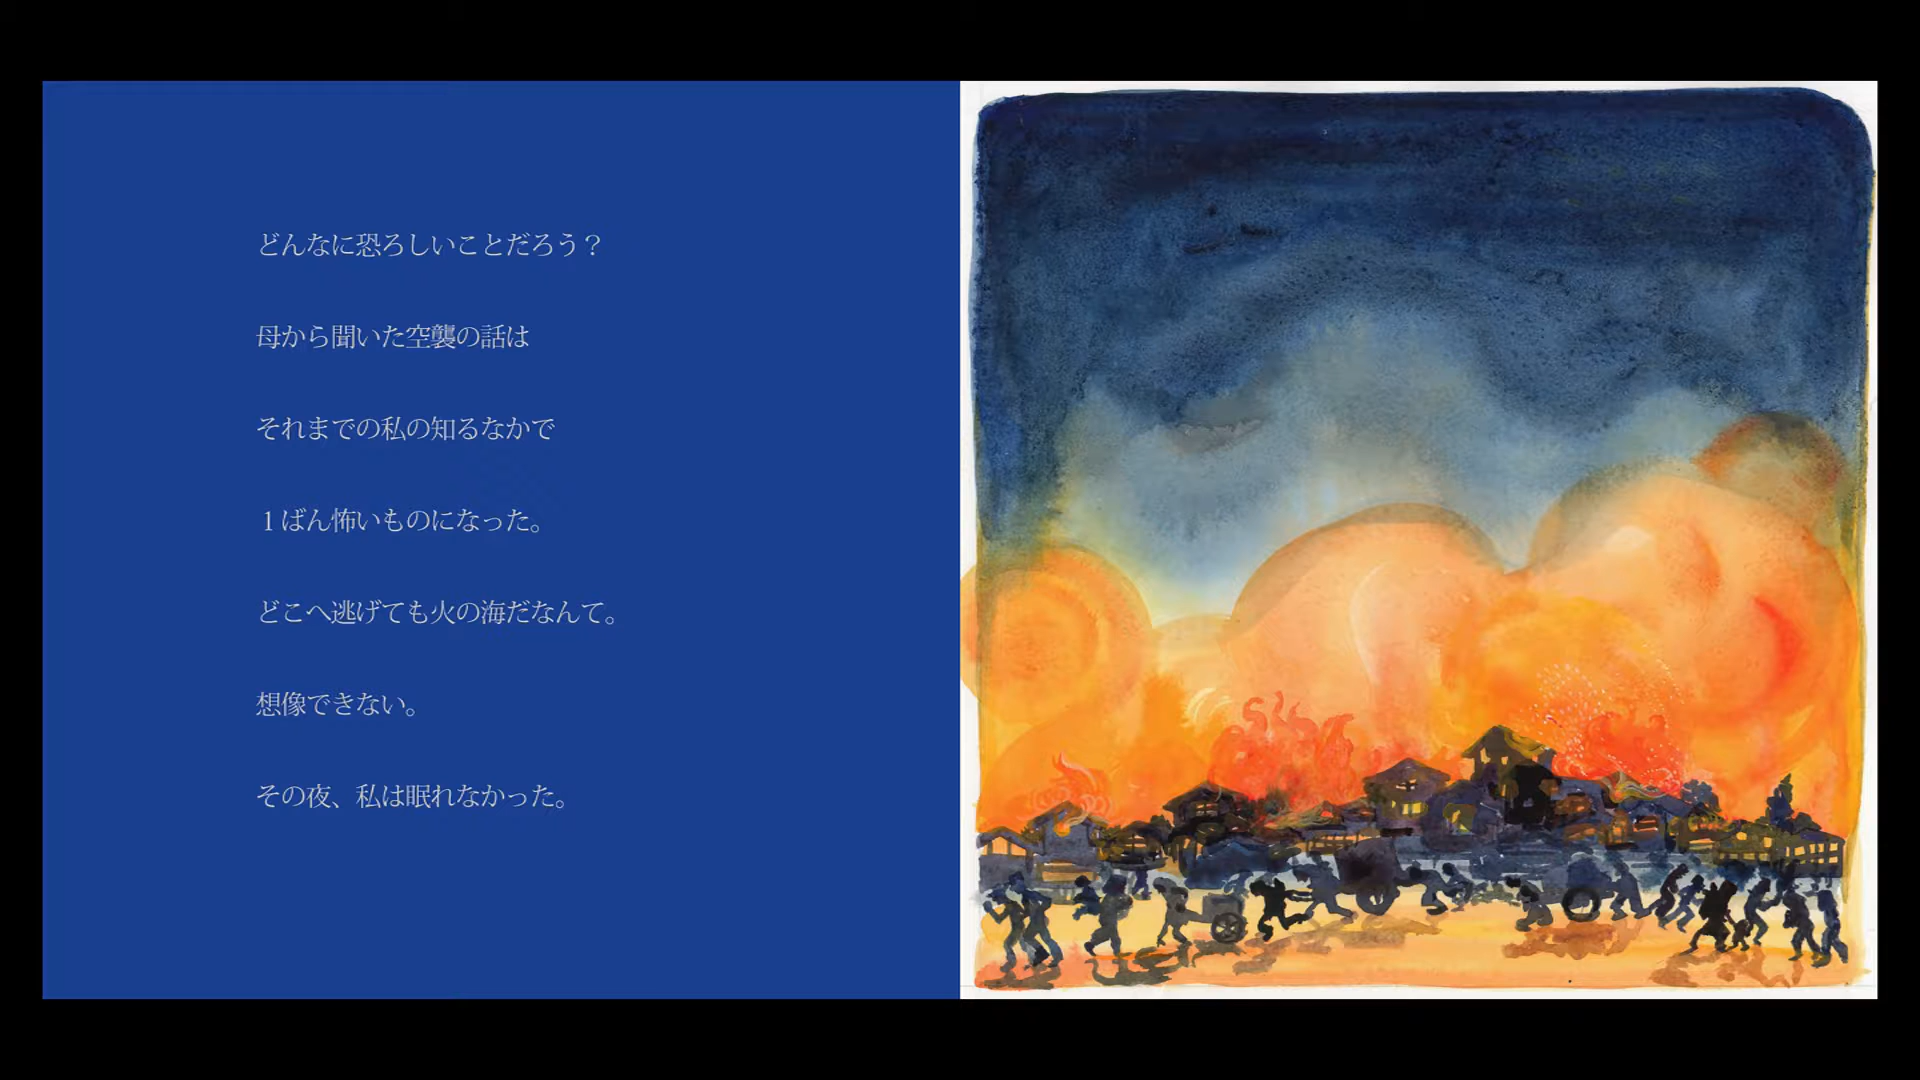 どんなに恐ろしいことだろう？
母から聞いた空襲の話は
それまでの私の知るなかで
１ばん怖いものになった。
どこへ逃げても火の海だなんて。
想像できない。
その夜、私は眠れなかった。